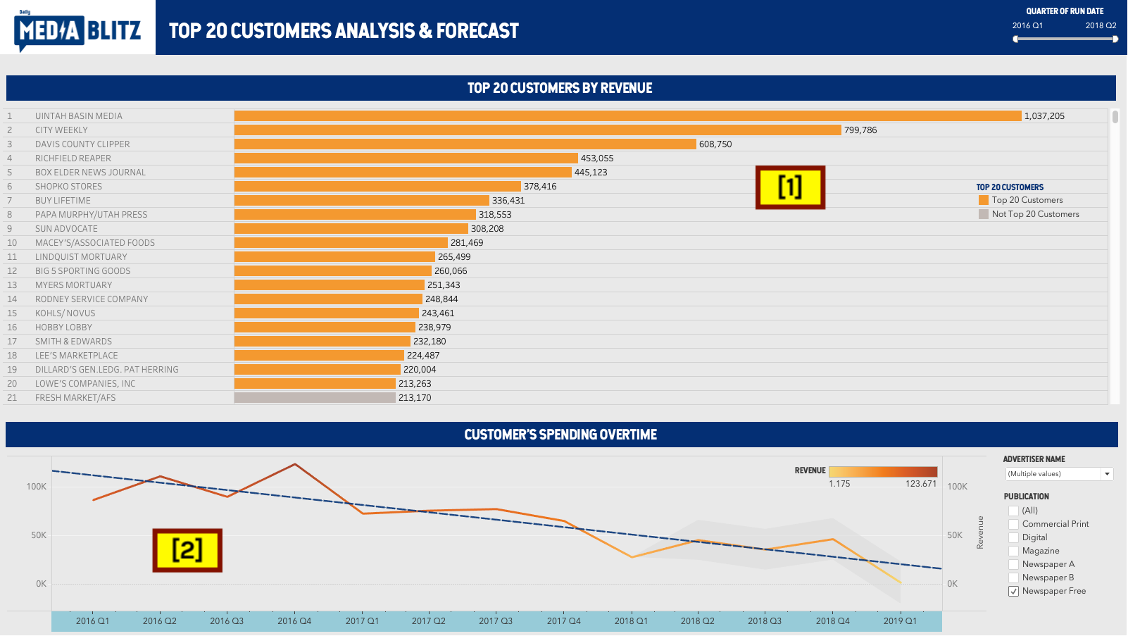 Daily
MEDIA BLITZ
TOP 20 CUSTOMERS ANALYSIS & FORECAST
QUARTER OF RUN DATE
2016 Q1 2018 Q2
TOP 20 CUSTOMERS BY REVENUE
1 UINTAH BASIN MEDIA 1,037,205
2 CITY WEEKLY 799,786
3 DAVIS COUNTY CLIPPER 608,750
4 RICHFIELD REAPER 453,055
5 BOX ELDER NEWS JOURNAL 445,123
6 SHOPKO STORES 378,416
7 BUY LIFETIME 336,431
8 PAPA MURPHY/UTAH PRESS 318,553
9 SUN ADVOCATE 308,208
10 MACEY'S/ASSOCIATED FOODS 281,469
11 LINDQUIST MORTUARY 265,499
12 BIG 5 SPORTING GOODS 260,066
13 MYERS MORTUARY 251,343
14 RODNEY SERVICE COMPANY 248,844
15 KOHLS/NOVUS 243,461
16 HOBBY LOBBY 238,979
17 SMITH & EDWARDS 232,180
18 LEE'S MARKETPLACE 224,487
19 DILLARD'S GEN.LEDG. PAT HERRING 220,004
20 LOWE'S COMPANIES, INC 213,263
21 FRESH MARKET/AFS 213,170
[1]
TOP 20 CUSTOMERS
Top 20 Customers
Not Top 20 Customers
CUSTOMER'S SPENDING OVERTIME
REVENUE
1.175 123.671
100K
50K
0K
[2]
100K
50K
0K
Revenue
2016 Q1 2016 Q2 2016 Q3 2016 Q4 2017 Q1 2017 Q2 2017 Q3 2017 Q4 2018 Q1 2018 Q2 2018 Q3 2018 Q4 2019 Q1
ADVERTISER NAME
(Multiple values)
PUBLICATION
(All)
Commercial Print
Digital
Magazine
Newspaper A
Newspaper B
Newspaper Free